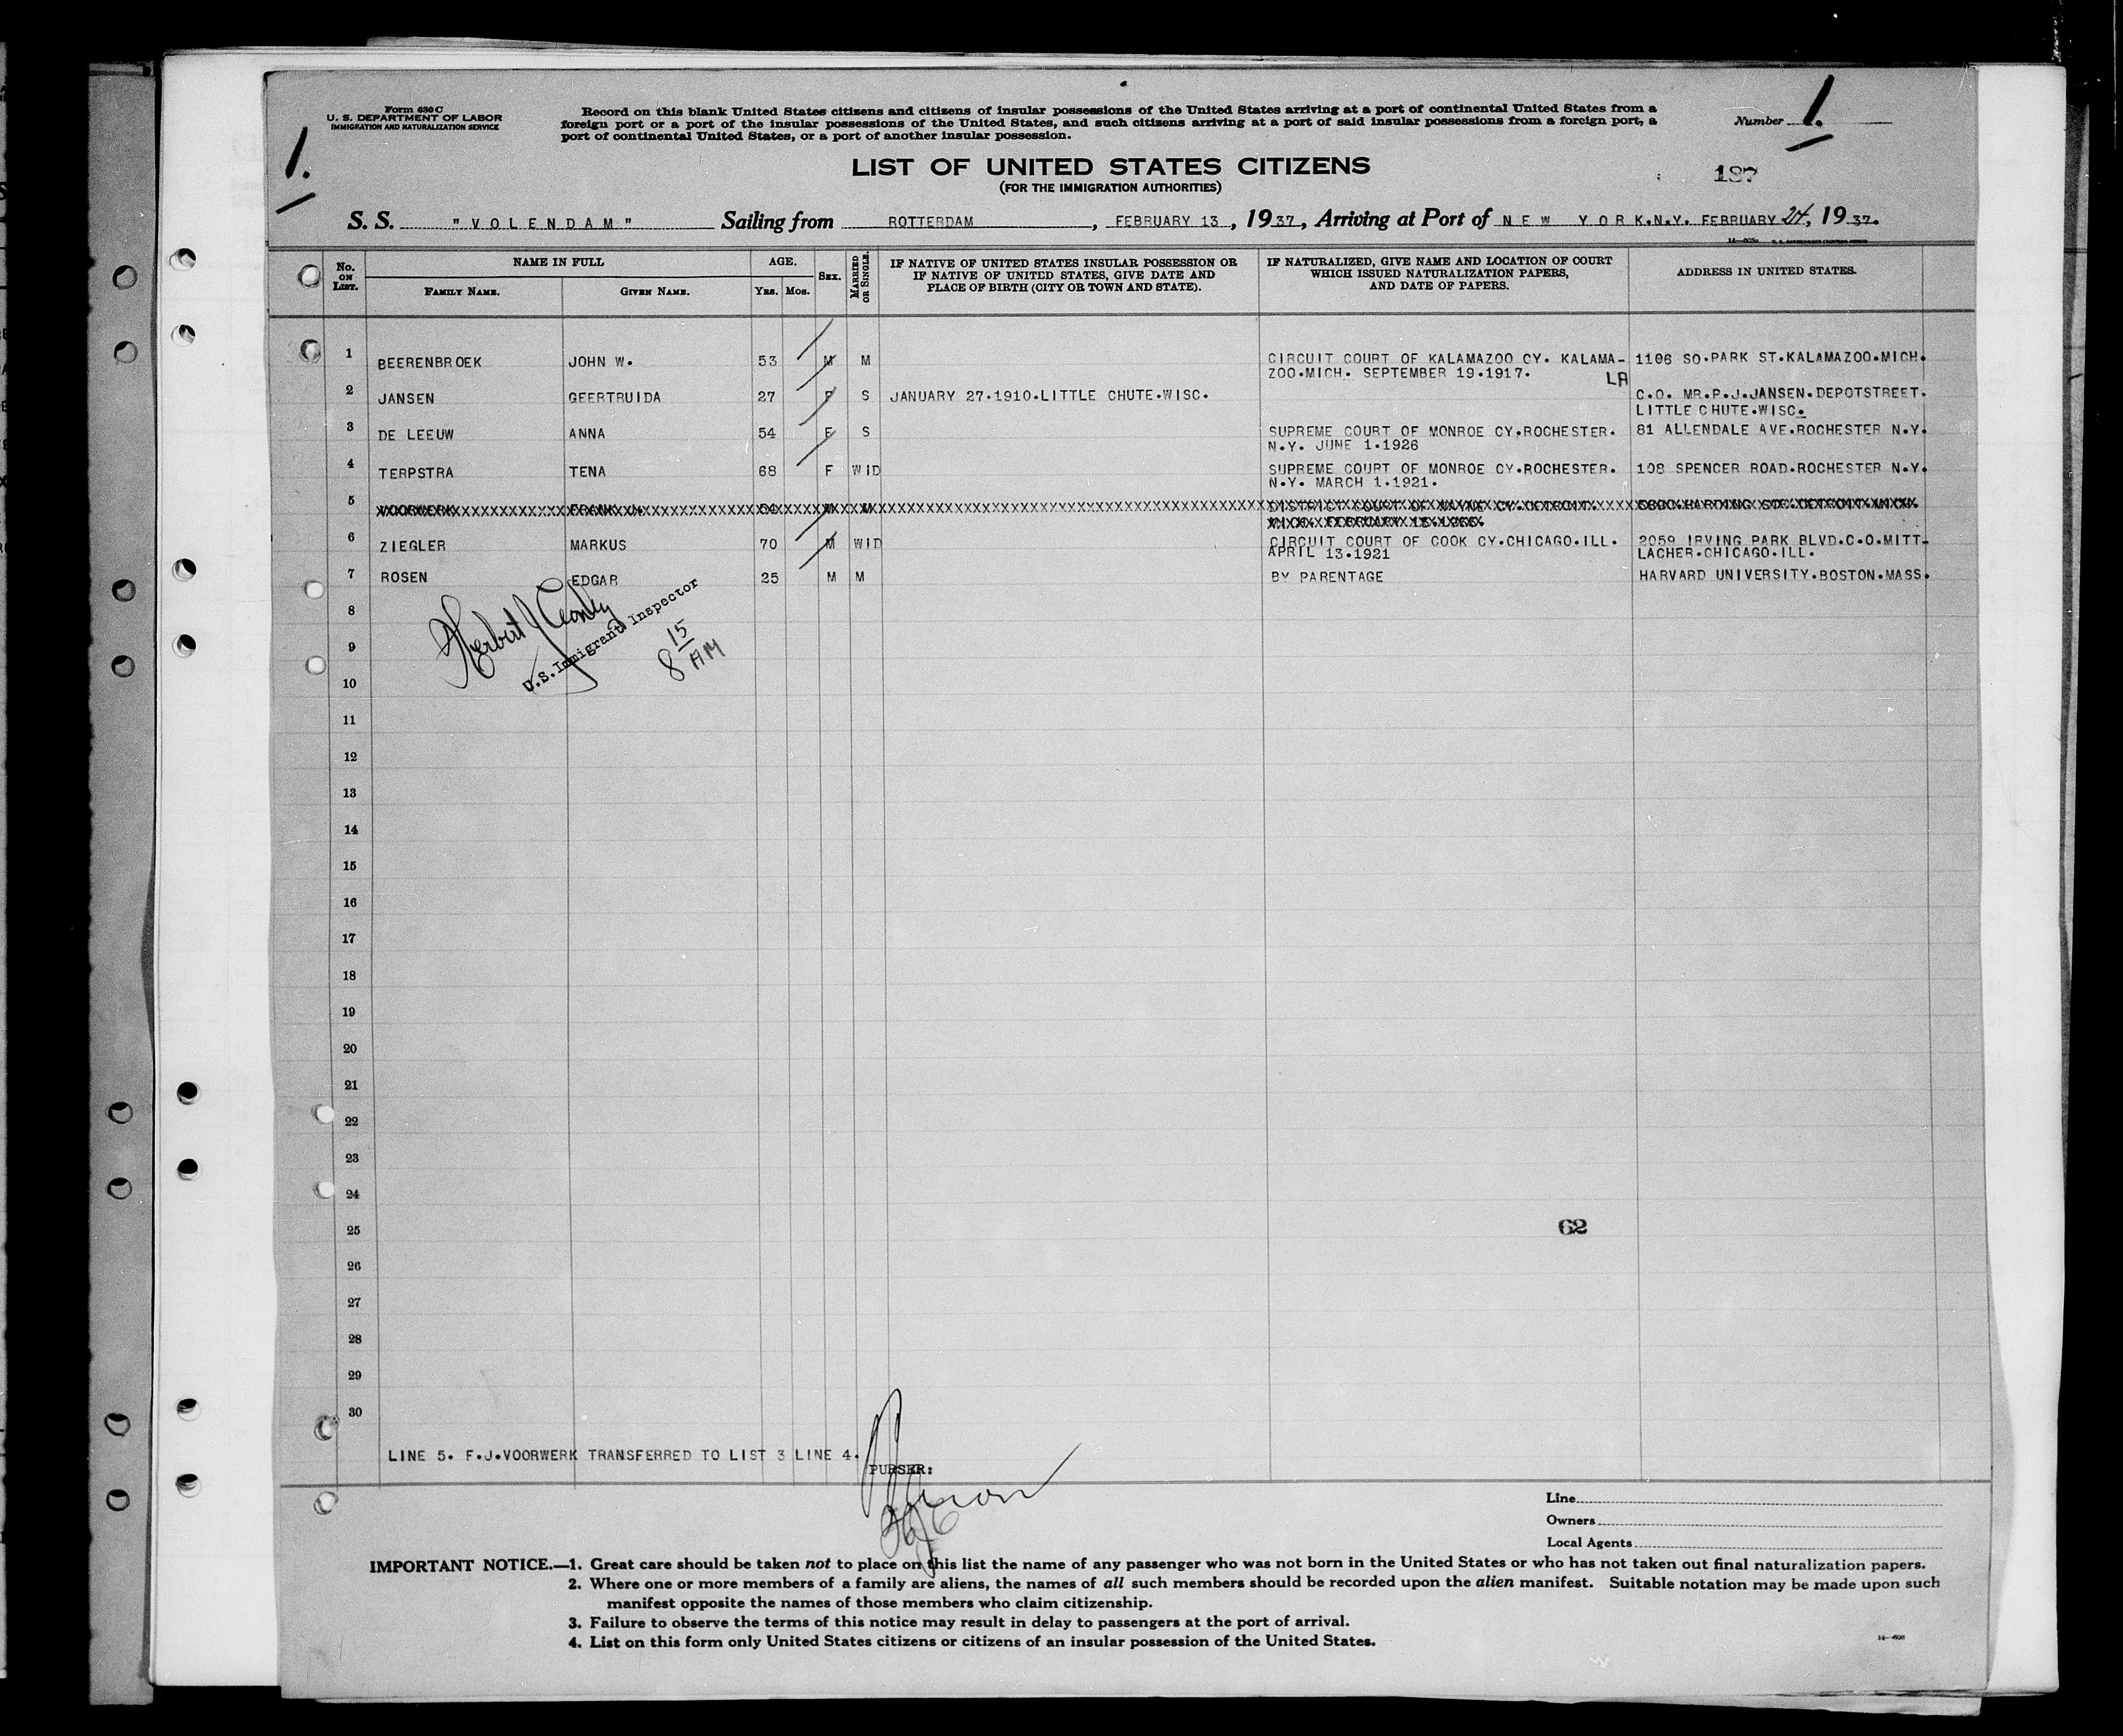 Form 630 C
U. S. DEPARTMENT OF LABOR
IMMIGRATION AND NATURALIZATION SERVICE
1.
Record on this blank United States citizens and citizens of insular possessions of the United States arriving at a port of continental United States from a
foreign port or a port of the insular possessions of the United States, and such citizens arriving at a port of said insular possessions from a foreign port, a
port of continental United States, or a port of another insular possession.
Number 1.
LIST OF UNITED STATES CITIZENS
(FOR THE IMMIGRATION AUTHORITIES)
187
S. S. "VOLENDAM" Sailing from ROTTERDAM, FEBRUARY 13, 1937, Arriving at Port of NEW YORK.N.Y. FEBRUARY 24, 1937.
No. ON LIST.
NAME IN FULL
FAMILY NAME. GIVEN NAME.
AGE.
YRS. MOS.
SEX.
MARRIED OR SINGLE.
IF NATIVE OF UNITED STATES INSULAR POSSESSION OR
IF NATIVE OF UNITED STATES, GIVE DATE AND
PLACE OF BIRTH (CITY OR TOWN AND STATE).
IF NATURALIZED, GIVE NAME AND LOCATION OF COURT
WHICH ISSUED NATURALIZATION PAPERS,
AND DATE OF PAPERS.
ADDRESS IN UNITED STATES.
1 BEERENBROEK JOHN W. 53 M M CIRCUIT COURT OF KALAMAZOO CY. KALAMA- 1106 SO.PARK ST.KALAMAZOO.MICH.
ZOO.MICH. SEPTEMBER 19.1917. LA
2 JANSEN GEERTRUIDA 27 F S JANUARY 27.1910.LITTLE CHUTE.WISC. C.O. MR.P.J.JANSEN.DEPOTSTREET.
LITTLE CHUTE.WISC.
3 DE LEEUW ANNA 54 F S SUPREME COURT OF MONROE CY.ROCHESTER. 81 ALLENDALE AVE.ROCHESTER N.Y.
N.Y. JUNE 1.1926
4 TERPSTRA TENA 68 F WID SUPREME COURT OF MONROE CY.ROCHESTER. 108 SPENCER ROAD.ROCHESTER N.Y.
N.Y. MARCH 1.1921.
5 VOORWERK FRANK J. M M DISTRICT COURT OF WAYNE CY.DETROIT.
MICH. FEBRUARY
6 ZIEGLER MARKUS 70 M WID CIRCUIT COURT OF COOK CY.CHICAGO.ILL. 2059 IRVING PARK BLVD.C.O.MITT-
APRIL 13.1921 LACHER.CHICAGO.ILL.
7 ROSEN EDGAR 25 M M BY PARENTAGE HARVARD UNIVERSITY.BOSTON.MASS.
8
Herbert J
U.S. Immigrant Inspector
8 15 AM
9
10
11
12
13
14
15
16
17
18
19
20
21
22
23
24
25
62
26
27
28
29
30
LINE 5. F.J.VOORWERK TRANSFERRED TO LIST 3 LINE 4.
PURSER:
Line
Owners
Local Agents
IMPORTANT NOTICE.—1. Great care should be taken not to place on this list the name of any passenger who was not born in the United States or who has not taken out final naturalization papers.
2. Where one or more members of a family are aliens, the names of all such members should be recorded upon the alien manifest. Suitable notation may be made upon such
manifest opposite the names of those members who claim citizenship.
3. Failure to observe the terms of this notice may result in delay to passengers at the port of arrival.
4. List on this form only United States citizens or citizens of an insular possession of the United States.